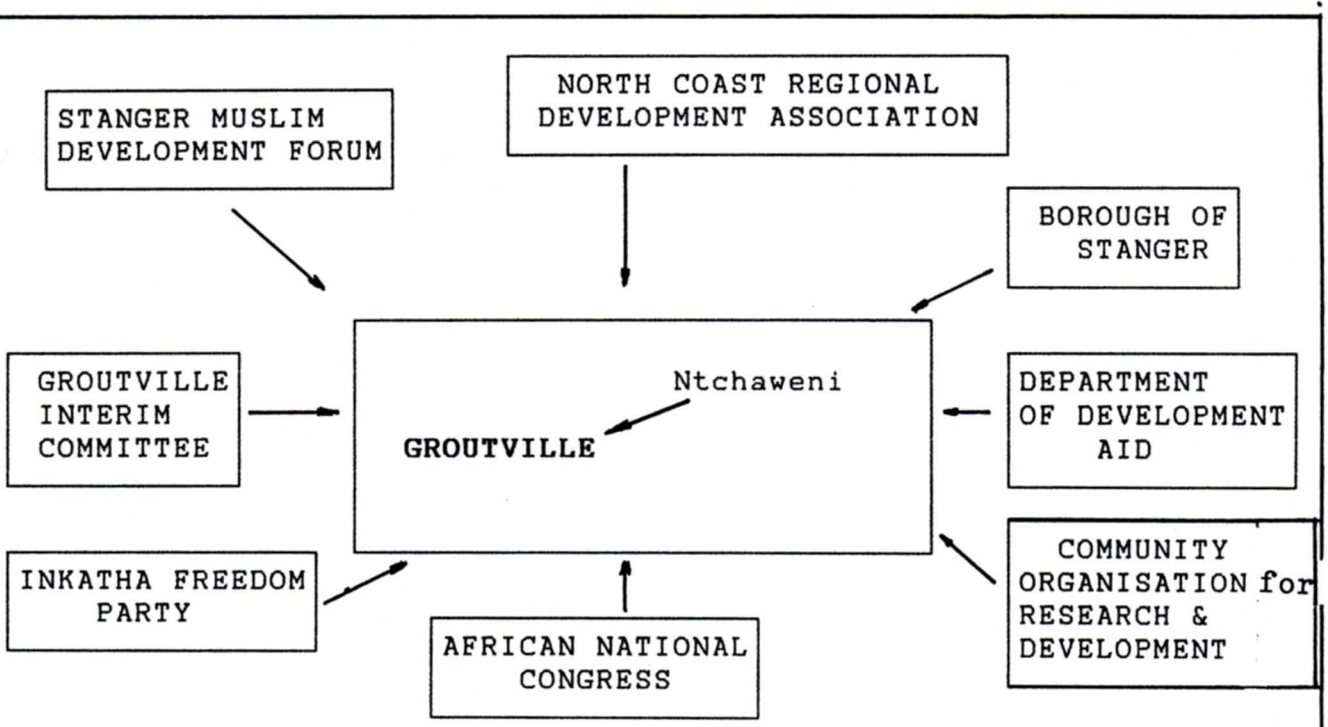 NORTH COAST REGIONAL
DEVELOPMENT ASSOCIATION
STANGER MUSLIM
DEVELOPMENT FORUM
BOROUGH OF
STANGER
GROUTVILLE
INTERIM
COMMITTEE
Ntchaweni
GROUTVILLE
DEPARTMENT
OF DEVELOPMENT
AID
INKATHA FREEDOM
PARTY
AFRICAN NATIONAL
CONGRESS
COMMUNITY
ORGANISATION for
RESEARCH &
DEVELOPMENT